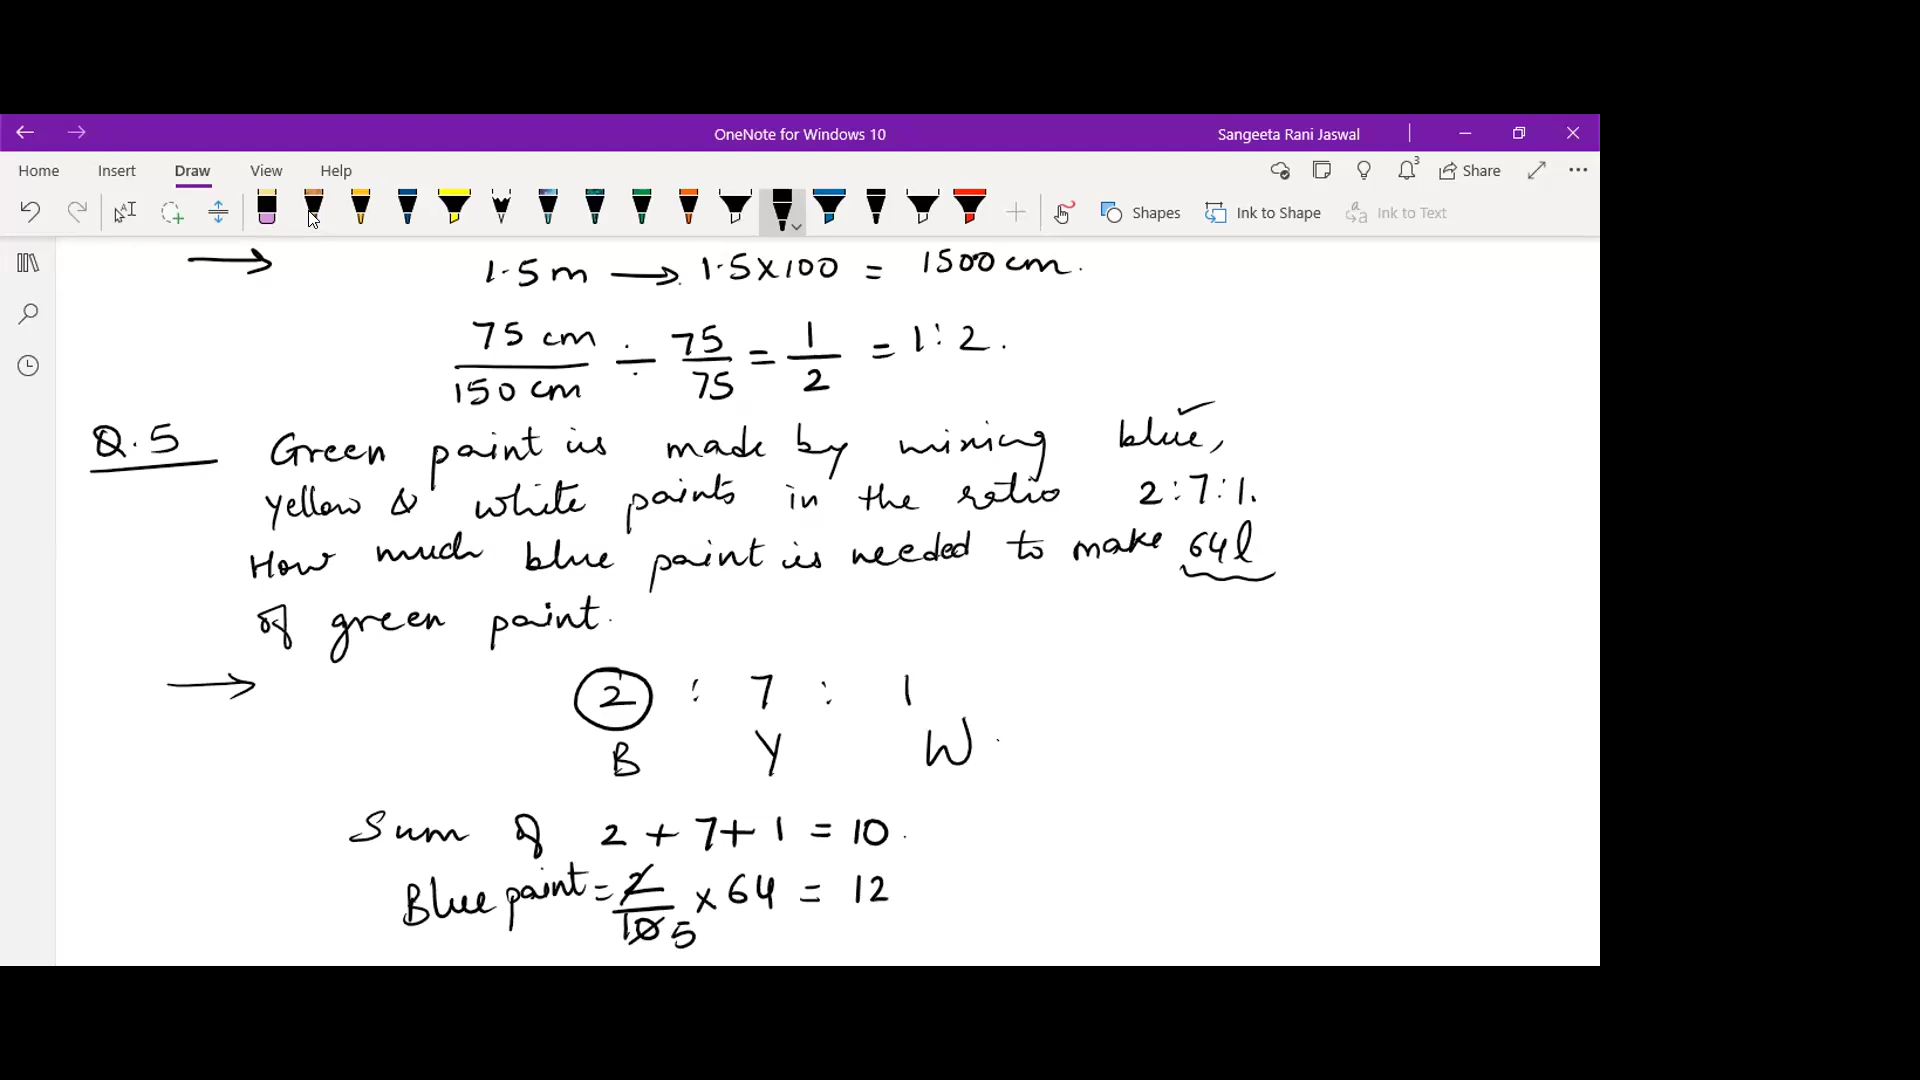 OneNote for Windows 10
Sangeeta Rani Jaswal
Home Insert Draw View Help
3
Share
Shapes
Ink to Shape
Ink to Text
1.5m → 1.5x100 = 1500 cm.
75 cm / 150 cm ÷ 75 / 75 = 1 / 2 = 1:2.
Q.5 Green paint is made by mixing blue,
yellow & white paints in the ratio 2:7:1.
How much blue paint is needed to make 64l
of green paint.
→ 2 : 7 : 1
B Y W
Sum of 2 + 7 + 1 = 10.
Blue paint = 2 / 10 5 x 64 = 12